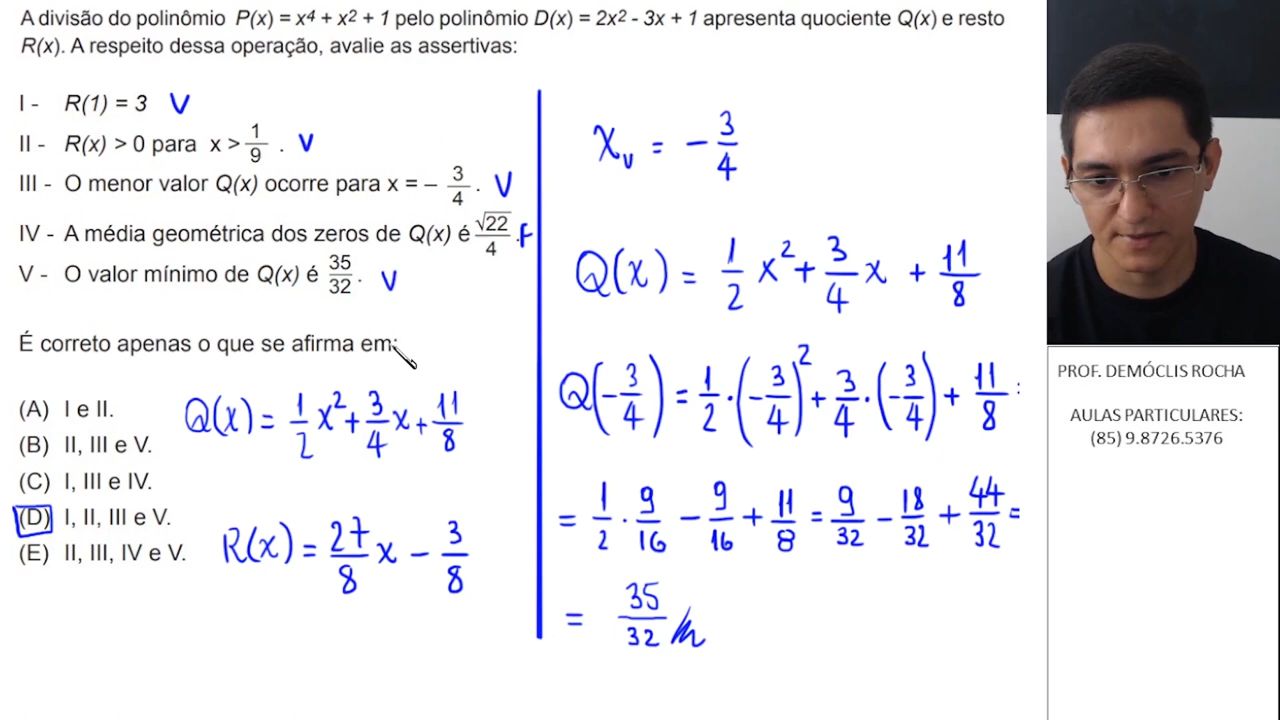 A divisão do polinômio P(x) = x⁴ + x² + 1 pelo polinômio D(x) = 2x² - 3x + 1 apresenta quociente Q(x) e resto
R(x). A respeito dessa operação, avalie as assertivas:
I - R(1) = 3 V
II - R(x) > 0 para x > 1/9 . V
III - O menor valor Q(x) ocorre para x = – 3/4 . V
IV - A média geométrica dos zeros de Q(x) é √22/4 . F
V - O valor mínimo de Q(x) é 35/32 . V
É correto apenas o que se afirma em:
(A) I e II.
(B) II, III e V.
(C) I, III e IV.
(D) I, II, III e V.
(E) II, III, IV e V.
Q(x) = 1/2 x² + 3/4 x + 11/8
R(x) = 27/8 x - 3/8
Xv = - 3/4
Q(x) = 1/2 x² + 3/4 x + 11/8
Q(-3/4) = 1/2 · (-3/4)² + 3/4 · (-3/4) + 11/8 =
= 1/2 · 9/16 - 9/16 + 11/8 = 9/32 - 18/32 + 44/32 =
= 35/32
PROF. DEMÓCLIS ROCHA
AULAS PARTICULARES:
(85) 9.8726.5376